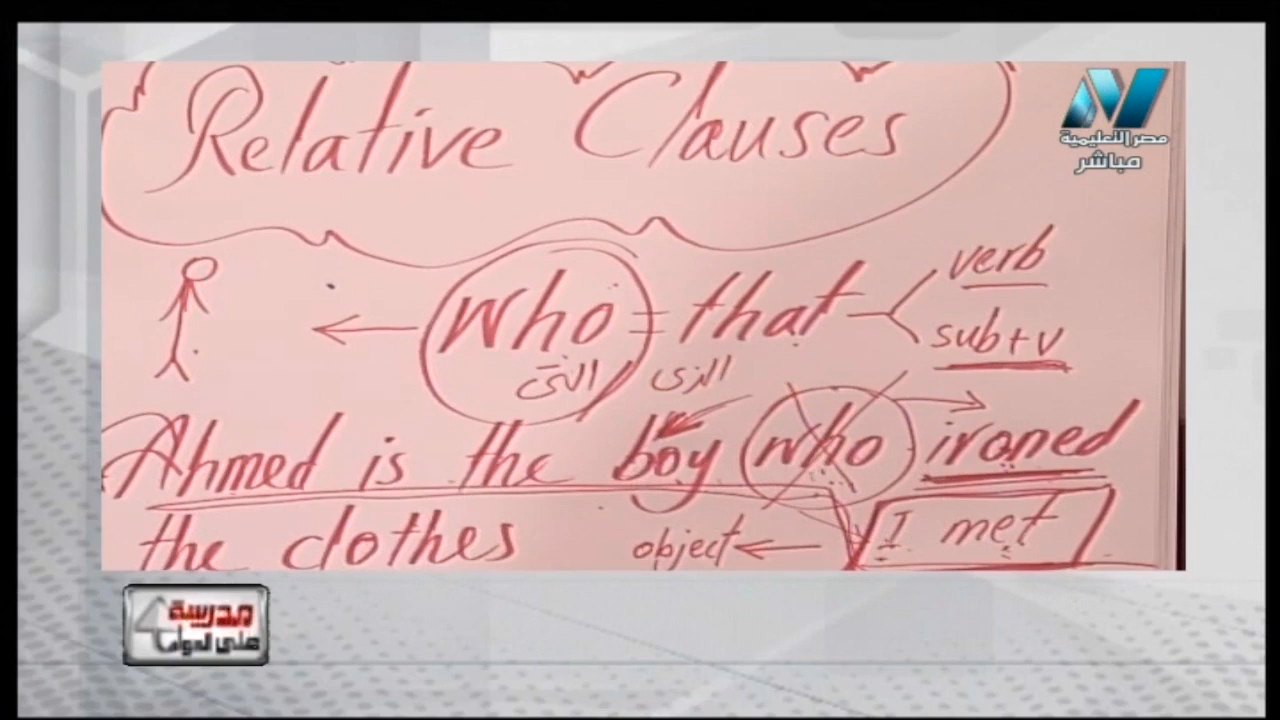 Relative Clauses
مصر التعليمية
مباشر
verb
who = that
sub+v
التى / الذى
Ahmed is the boy who ironed
the clothes
object
I met
مدرسة
على الهواء
4